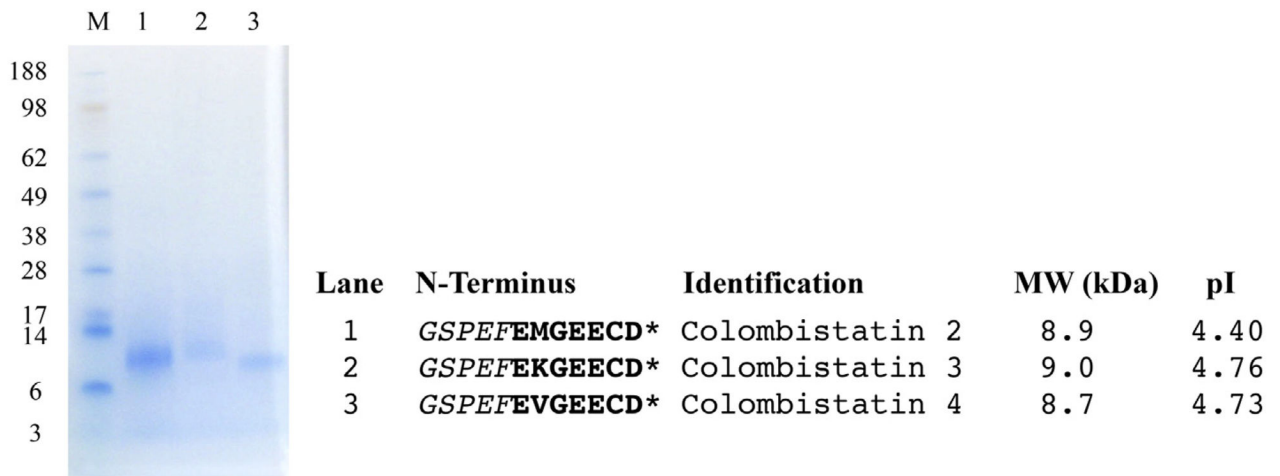 M 1 2 3
188
98
62
49
38
28
17
14
6
3
Lane N-Terminus Identification MW (kDa) pI
1 GSPEFEMGEECD* Colombistatin 2 8.9 4.40
2 GSPEFEKGEECD* Colombistatin 3 9.0 4.76
3 GSPEFEVGEECD* Colombistatin 4 8.7 4.73